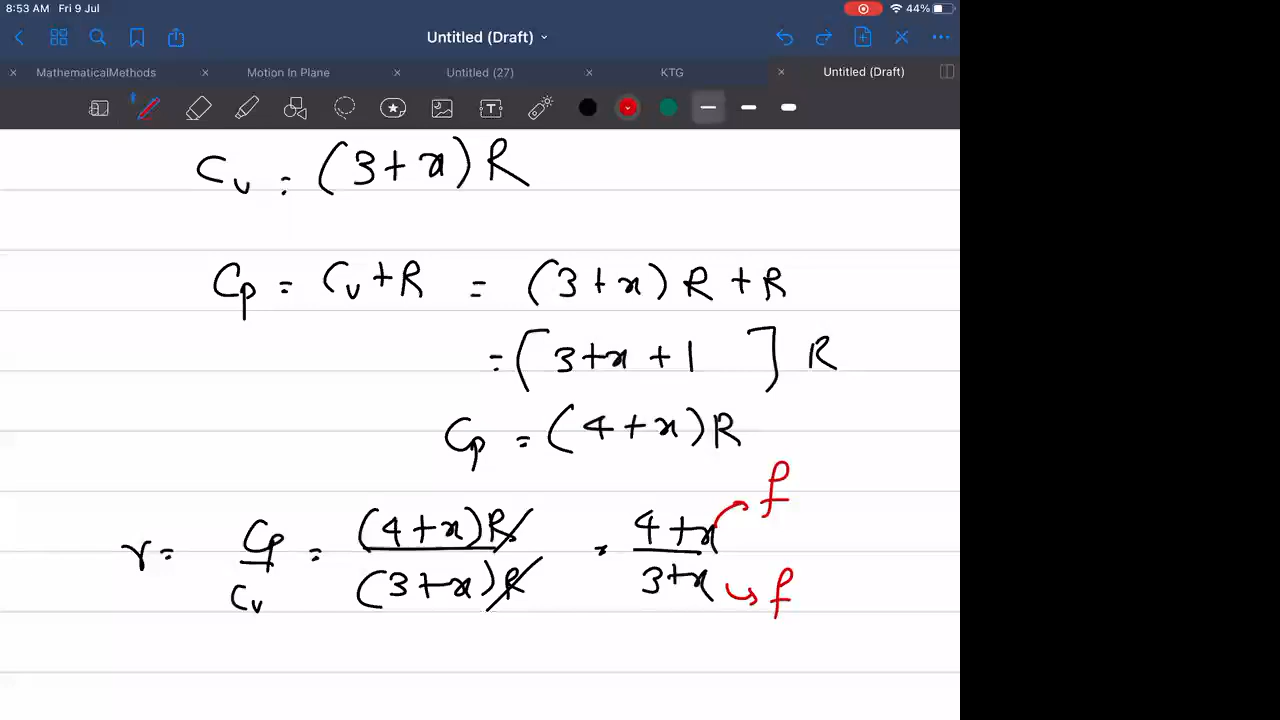 8:53 AM Fri 9 Jul
44%
Untitled (Draft)
MathematicalMethods
Motion In Plane
Untitled (27)
KTG
Untitled (Draft)
Cv = (3+x)R
Cp = Cv+R = (3+x)R+R
= [3+x+1]R
Cp = (4+x)R
γ = Cp/Cv = (4+x)R/(3+x)R = 4+x/3+x
f
f